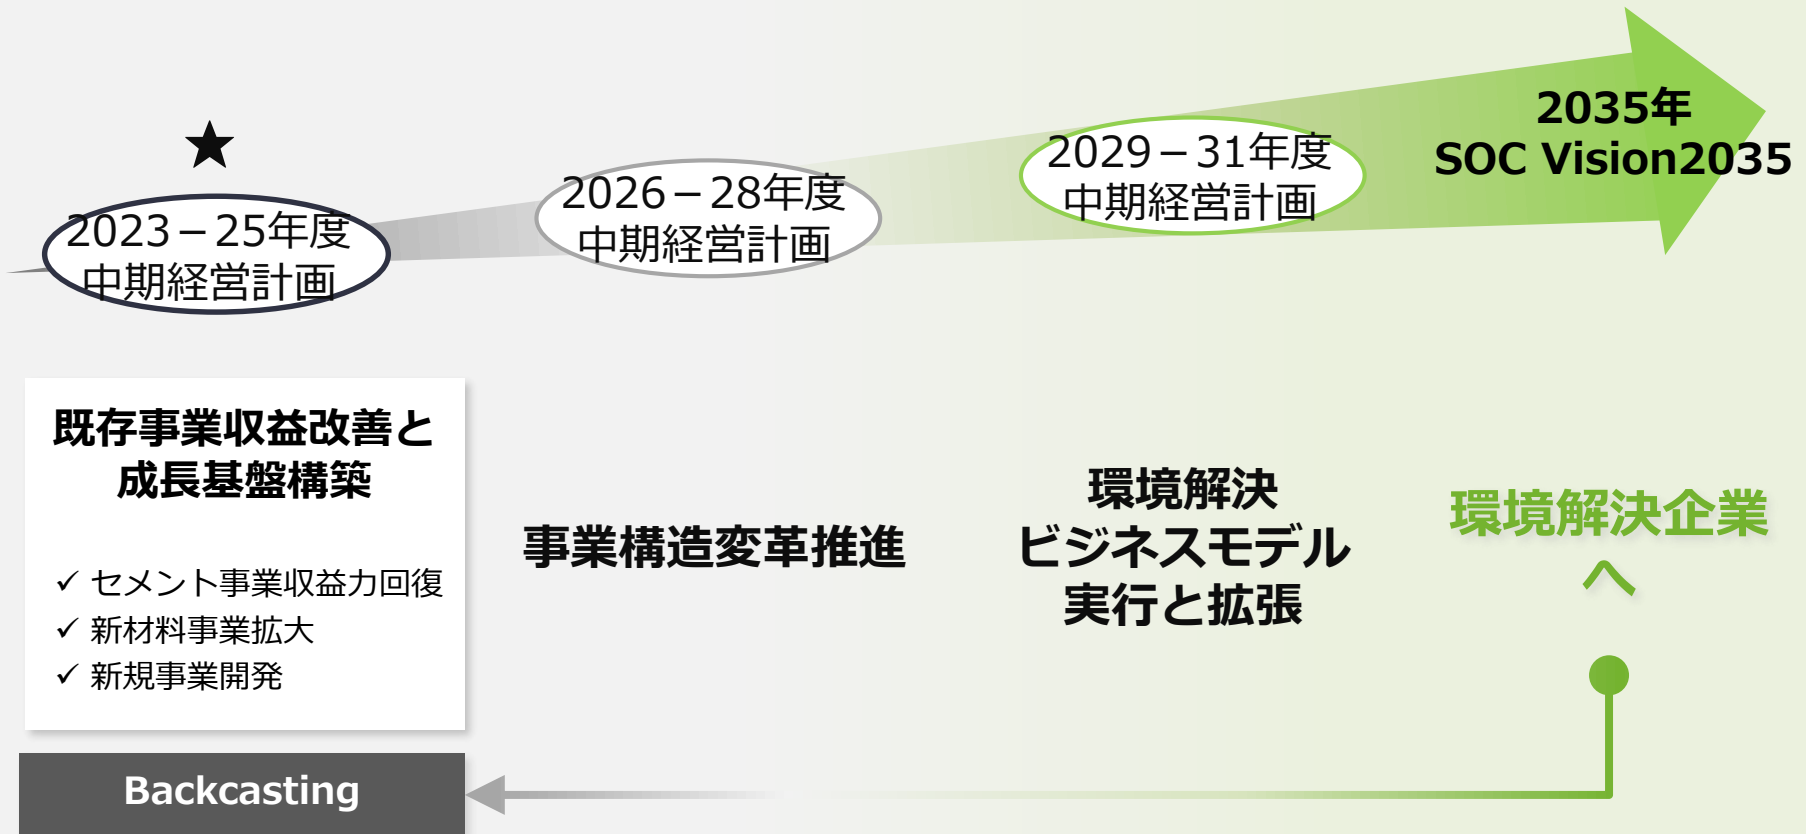 2023－25年度
中期経営計画
2026－28年度
中期経営計画
2029－31年度
中期経営計画
2035年
SOC Vision2035
既存事業収益改善と
成長基盤構築
セメント事業収益力回復
新材料事業拡大
新規事業開発
事業構造変革推進
環境解決
ビジネスモデル
実行と拡張
環境解決企業
へ
Backcasting